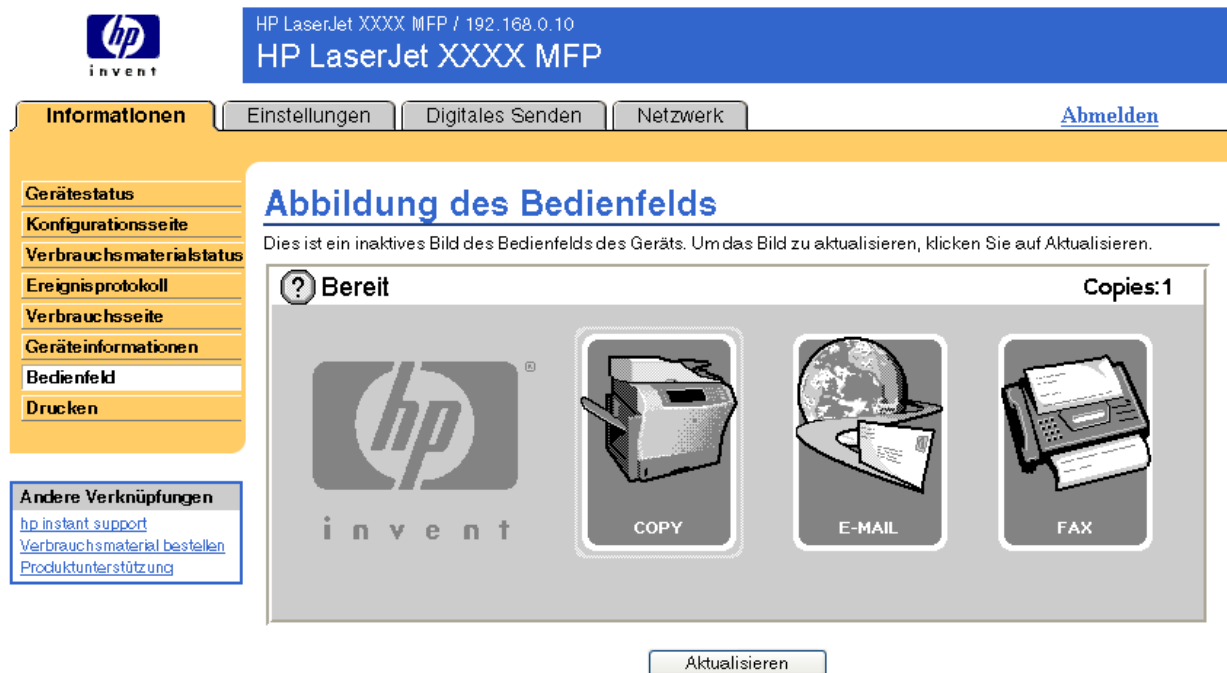 hp
invent
HP LaserJet XXXX MFP / 192.168.0.10
HP LaserJet XXXX MFP
Informationen
Einstellungen
Digitales Senden
Netzwerk
Abmelden
Gerätestatus
Konfigurationsseite
Verbrauchsmaterialstatus
Ereignisprotokoll
Verbrauchsseite
Geräteinformationen
Bedienfeld
Drucken
Andere Verknüpfungen
hp instant support
Verbrauchsmaterial bestellen
Produktunterstützung
Abbildung des Bedienfelds
Dies ist ein inaktives Bild des Bedienfelds des Geräts. Um das Bild zu aktualisieren, klicken Sie auf Aktualisieren.
? Bereit
Copies:1
hp®
invent
COPY
E-MAIL
FAX
Aktualisieren